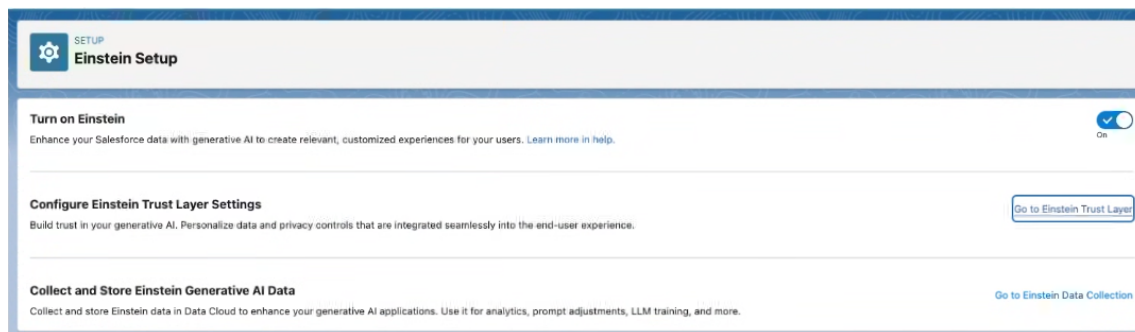 SETUP
Einstein Setup
Turn on Einstein
Enhance your Salesforce data with generative AI to create relevant, customized experiences for your users. Learn more in help.
On
Configure Einstein Trust Layer Settings
Build trust in your generative AI. Personalize data and privacy controls that are integrated seamlessly into the end-user experience.
Go to Einstein Trust Layer
Collect and Store Einstein Generative AI Data
Collect and store Einstein data in Data Cloud to enhance your generative AI applications. Use it for analytics, prompt adjustments, LLM training, and more.
Go to Einstein Data Collection